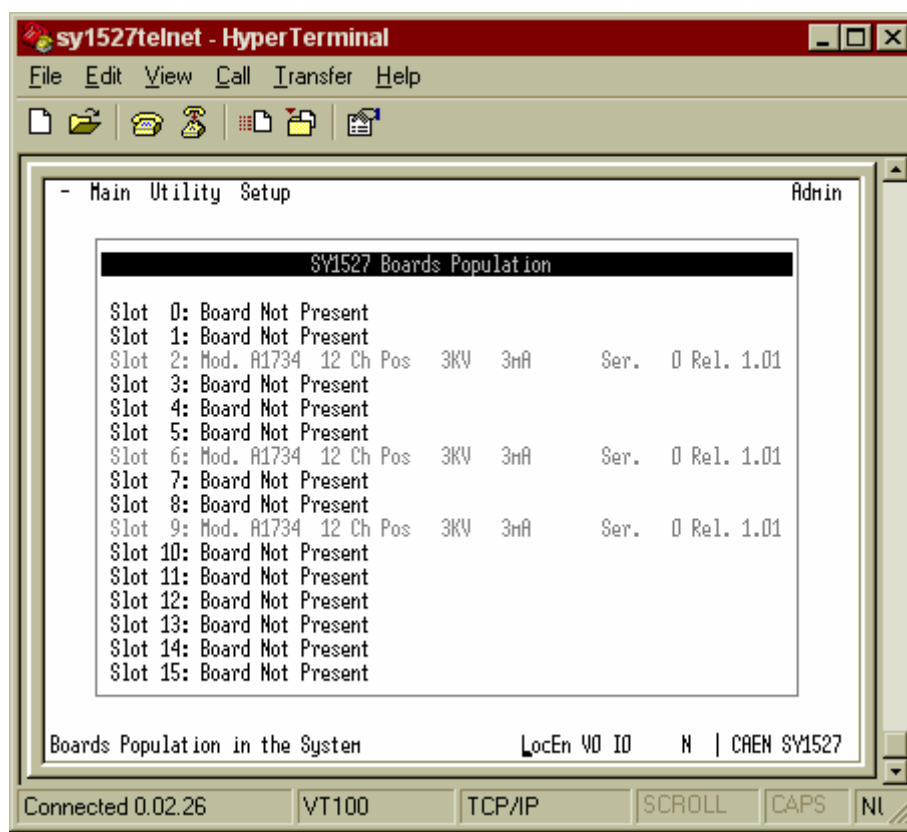 sy1527telnet - HyperTerminal
File Edit View Call Transfer Help
- Main Utility Setup Admin
SY1527 Boards Population
Slot 0: Board Not Present
Slot 1: Board Not Present
Slot 2: Mod. A1734 12 Ch Pos 3KV 3mA Ser. 0 Rel. 1.01
Slot 3: Board Not Present
Slot 4: Board Not Present
Slot 5: Board Not Present
Slot 6: Mod. A1734 12 Ch Pos 3KV 3mA Ser. 0 Rel. 1.01
Slot 7: Board Not Present
Slot 8: Board Not Present
Slot 9: Mod. A1734 12 Ch Pos 3KV 3mA Ser. 0 Rel. 1.01
Slot 10: Board Not Present
Slot 11: Board Not Present
Slot 12: Board Not Present
Slot 13: Board Not Present
Slot 14: Board Not Present
Slot 15: Board Not Present
Boards Population in the System LocEn V0 I0 N | CAEN SY1527
Connected 0.02.26 VT100 TCP/IP SCROLL CAPS